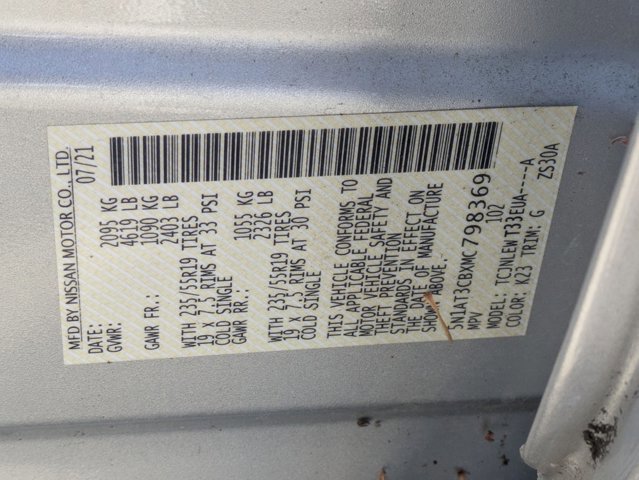 MFD BY NISSAN MOTOR CO., LTD.
DATE: 07/21
GVWR: 2095 KG
4619 LB
GAWR FR.: 1090 KG
2403 LB
WITH 235/55R19 TIRES
19 X 7.5 RIMS AT 33 PSI
COLD SINGLE
GAWR RR.: 1055 KG
2326 LB
WITH 235/55R19 TIRES
19 X 7.5 RIMS AT 30 PSI
COLD SINGLE
THIS VEHICLE CONFORMS TO
ALL APPLICABLE FEDERAL
MOTOR VEHICLE SAFETY AND
THEFT PREVENTION
STANDARDS IN EFFECT ON
THE DATE OF MANUFACTURE
SHOWN ABOVE.
5N1AT3CBXMC798369
MPV 102
MODEL: TCJNLEW T33EUA-----A
COLOR: K23 TRIM: G ZS30A